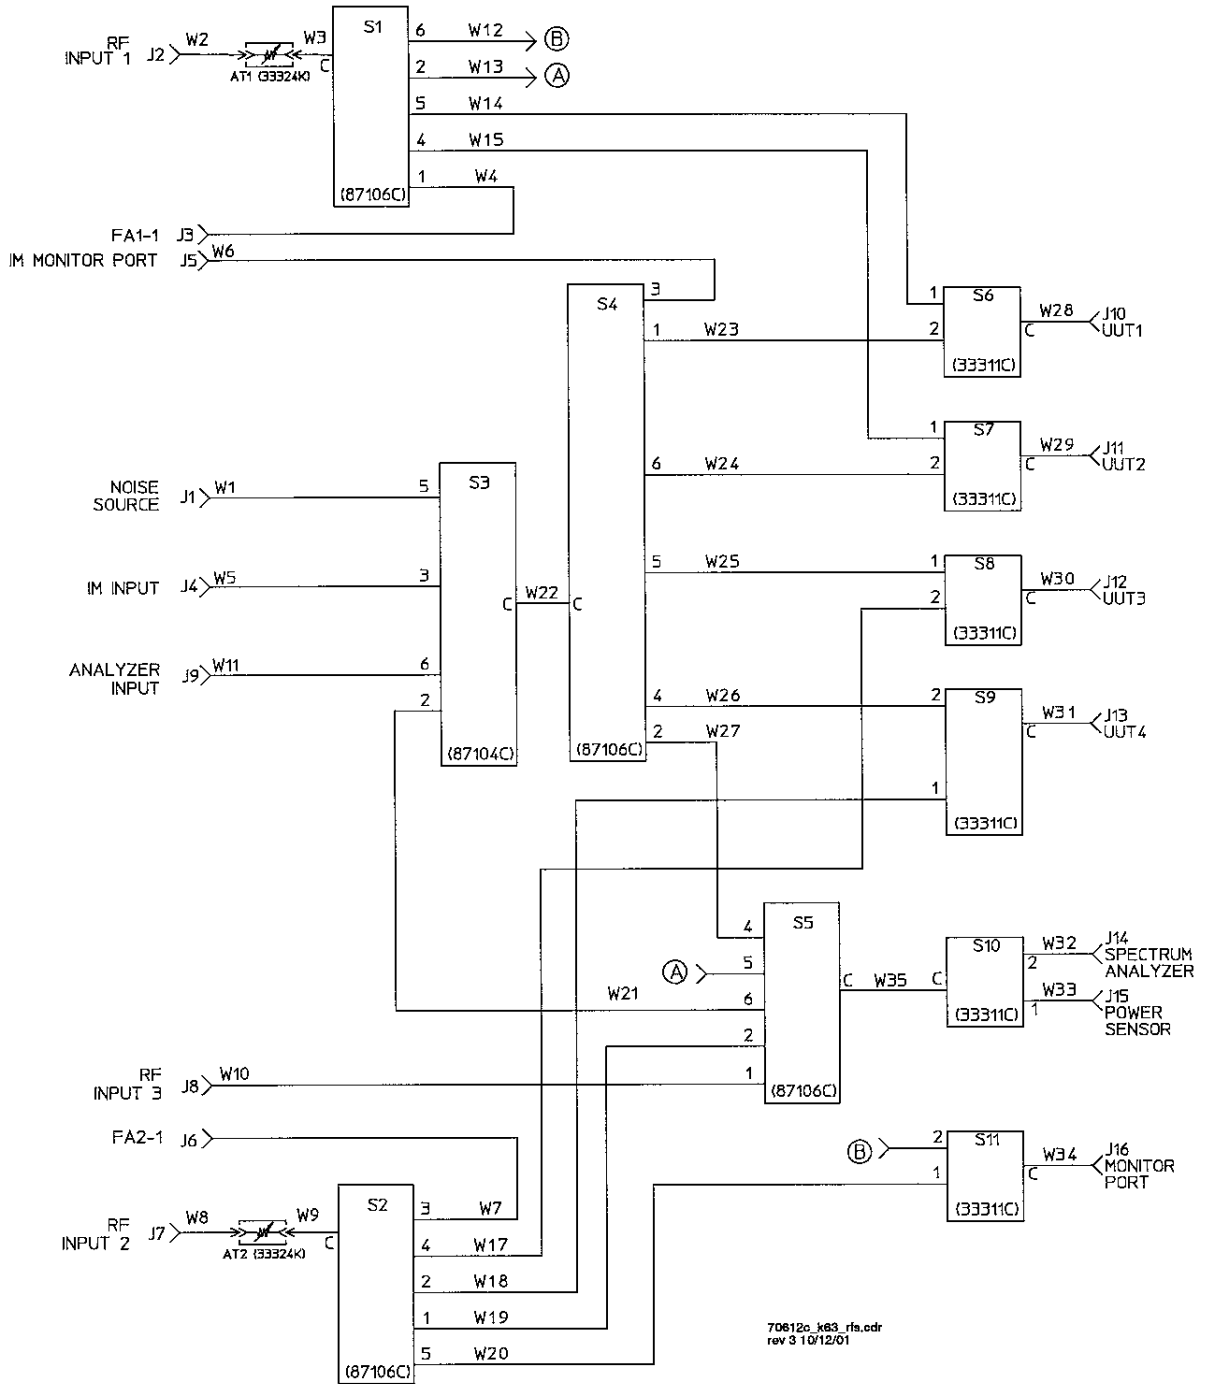 RF
INPUT 1
J2
W2
AT1 (33324K)
W3
C
S1
(87106C)
6 W12 B
2 W13 A
5 W14
4 W15
1 W4
FA1-1 J3
IM MONITOR PORT J5 W6
S4
3
1 W23
6 W24
5 W25
4 W26
2 W27
C
(87106C)
1
2
S6
C
(33311C)
W28
J10
UUT1
1
2
S7
C
(33311C)
W29
J11
UUT2
1
2
S8
C
(33311C)
W30
J12
UUT3
2
1
S9
C
(33311C)
W31
J13
UUT4
NOISE
SOURCE
J1 W1
5
S3
IM INPUT J4 W5
3
C
W22
ANALYZER
INPUT
J9 W11
6
2
(87104C)
S5
4
A
5
W21
6
2
1
C
W35
(87106C)
C
S10
2
1
(33311C)
W32
J14
SPECTRUM
ANALYZER
W33
J15
POWER
SENSOR
RF
INPUT 3
J8 W10
FA2-1 J6
B
2
1
S11
C
(33311C)
W34
J16
MONITOR
PORT
RF
INPUT 2
J7
W8
AT2 (33324K)
W9
C
S2
(87106C)
3 W7
4 W17
2 W18
1 W19
5 W20
70612c_k63_rfs.cdr
rev 3 10/12/01